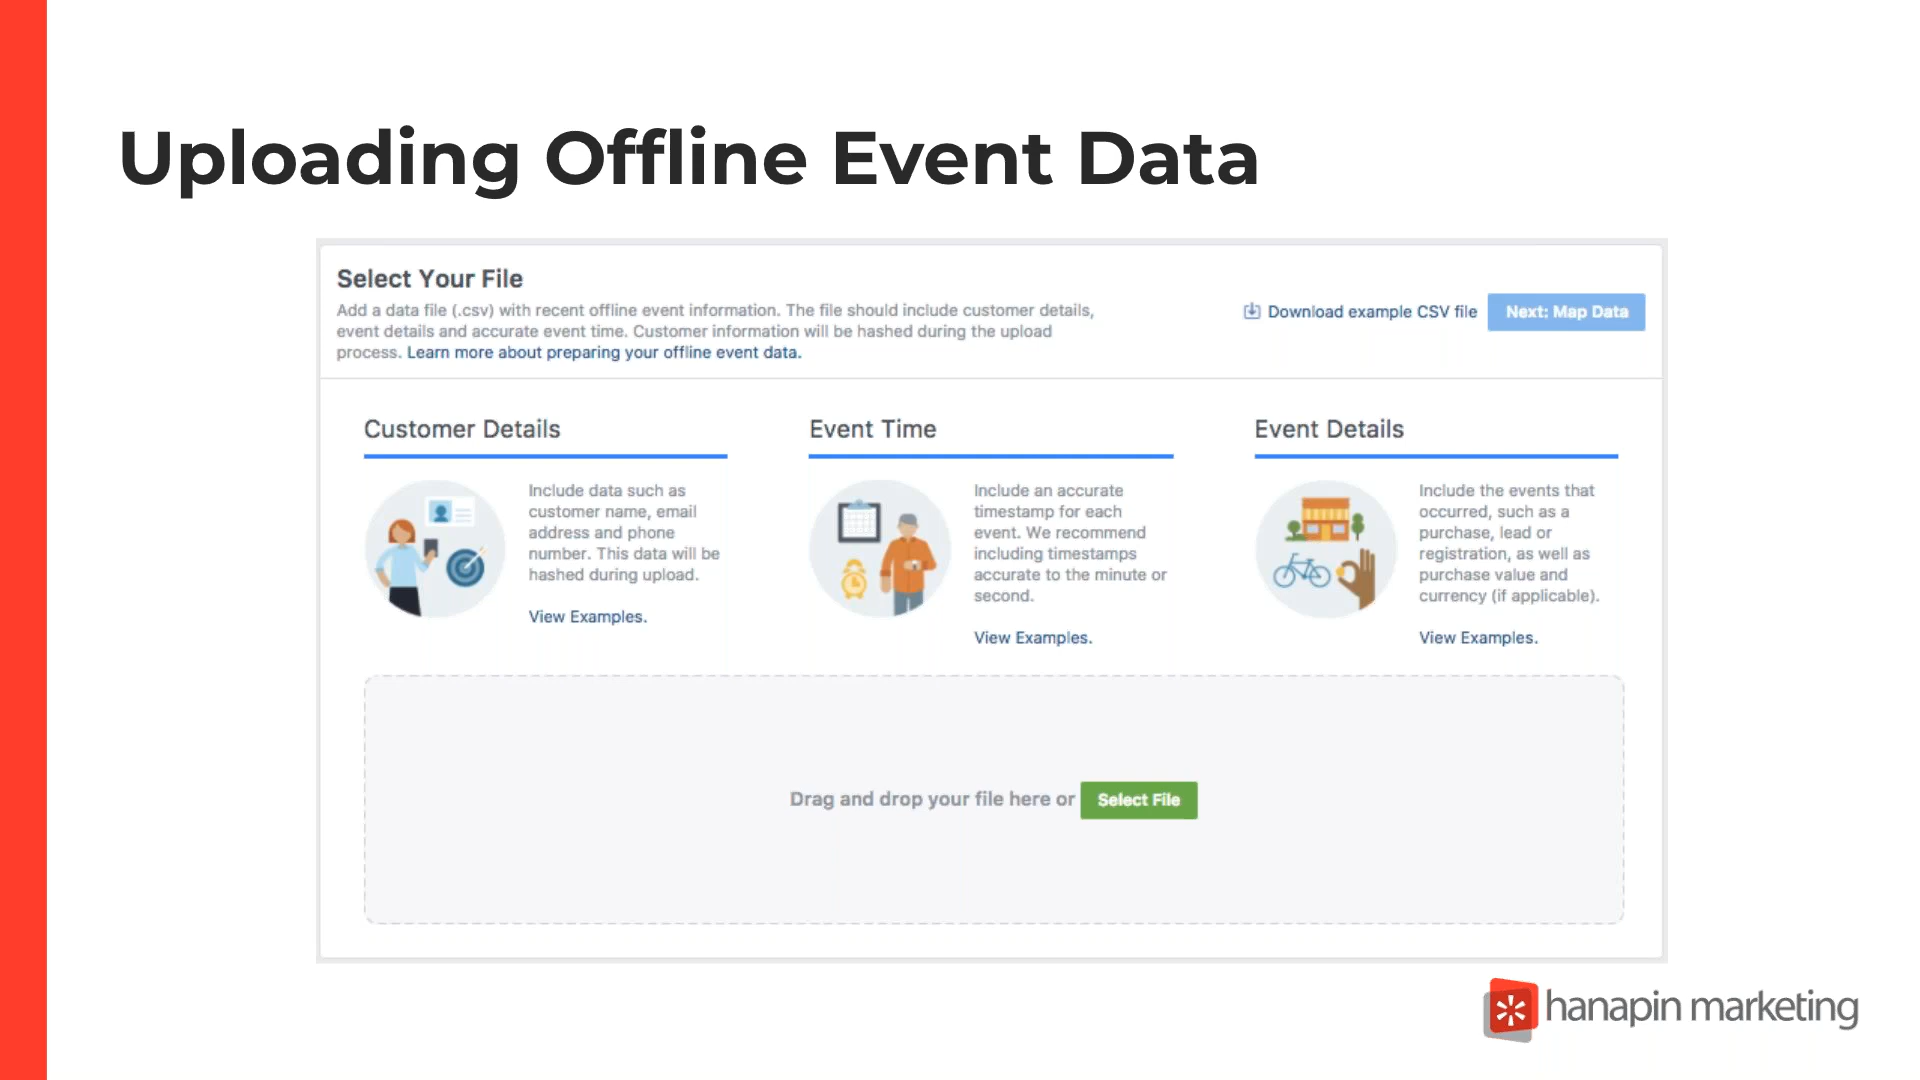 Uploading Offline Event Data
Select Your File
Add a data file (.csv) with recent offline event information. The file should include customer details,
event details and accurate event time. Customer information will be hashed during the upload
process. Learn more about preparing your offline event data.
Download example CSV file
Next: Map Data
Customer Details
Include data such as
customer name, email
address and phone
number. This data will be
hashed during upload.
View Examples.
Event Time
Include an accurate
timestamp for each
event. We recommend
including timestamps
accurate to the minute or
second.
View Examples.
Event Details
Include the events that
occurred, such as a
purchase, lead or
registration, as well as
purchase value and
currency (if applicable).
View Examples.
Drag and drop your file here or
Select File
hanapin marketing